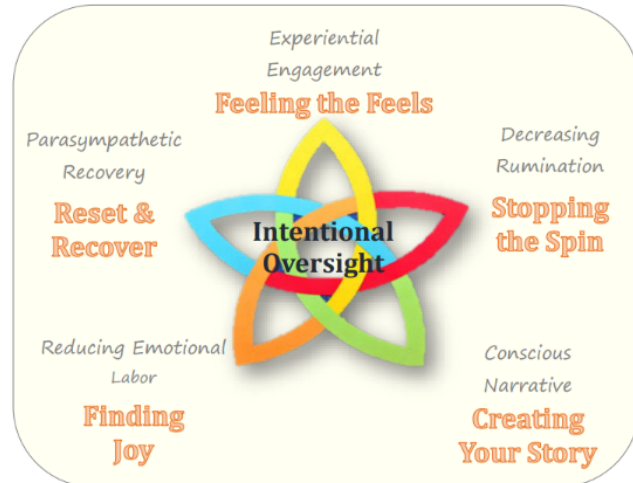 Experiential
Engagement
Feeling the Feels
Parasympathetic
Recovery
Reset &
Recover
Decreasing
Rumination
Stopping
the Spin
Intentional
Oversight
Reducing Emotional
Labor
Finding
Joy
Conscious
Narrative
Creating
Your Story